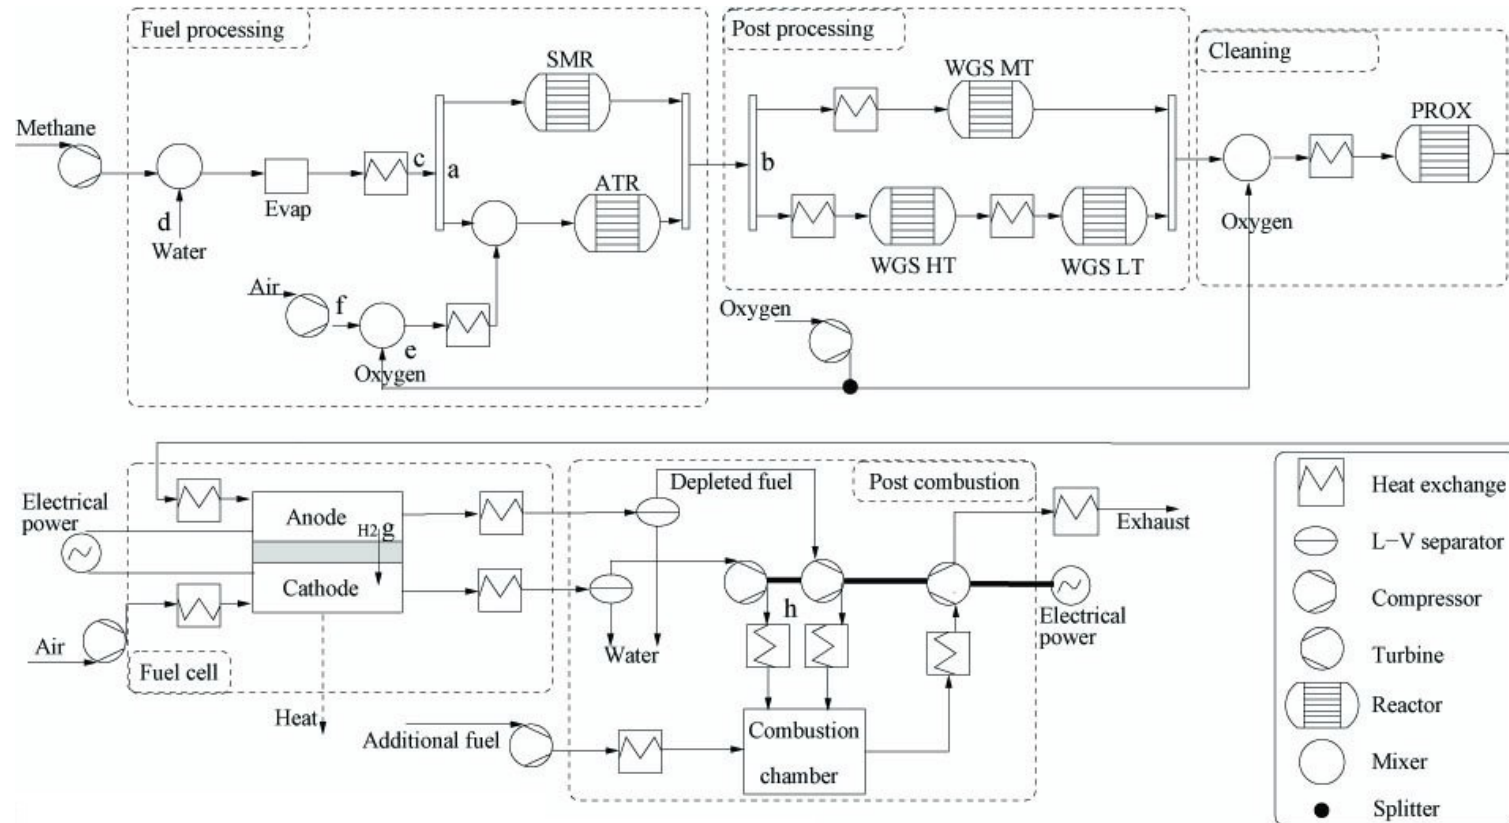 Fuel processing
Post processing
Cleaning
SMR
WGS MT
PROX
Methane
c
a
b
ATR
Evap
d
Water
Oxygen
WGS HT
WGS LT
Air
f
Oxygen
e
Oxygen
Electrical
power
Anode
H2
g
Cathode
Depleted fuel
Post combustion
Exhaust
Heat exchange
L−V separator
Compressor
Turbine
Reactor
Mixer
Splitter
h
Electrical
power
Air
Fuel cell
Water
Heat
Additional fuel
Combustion
chamber